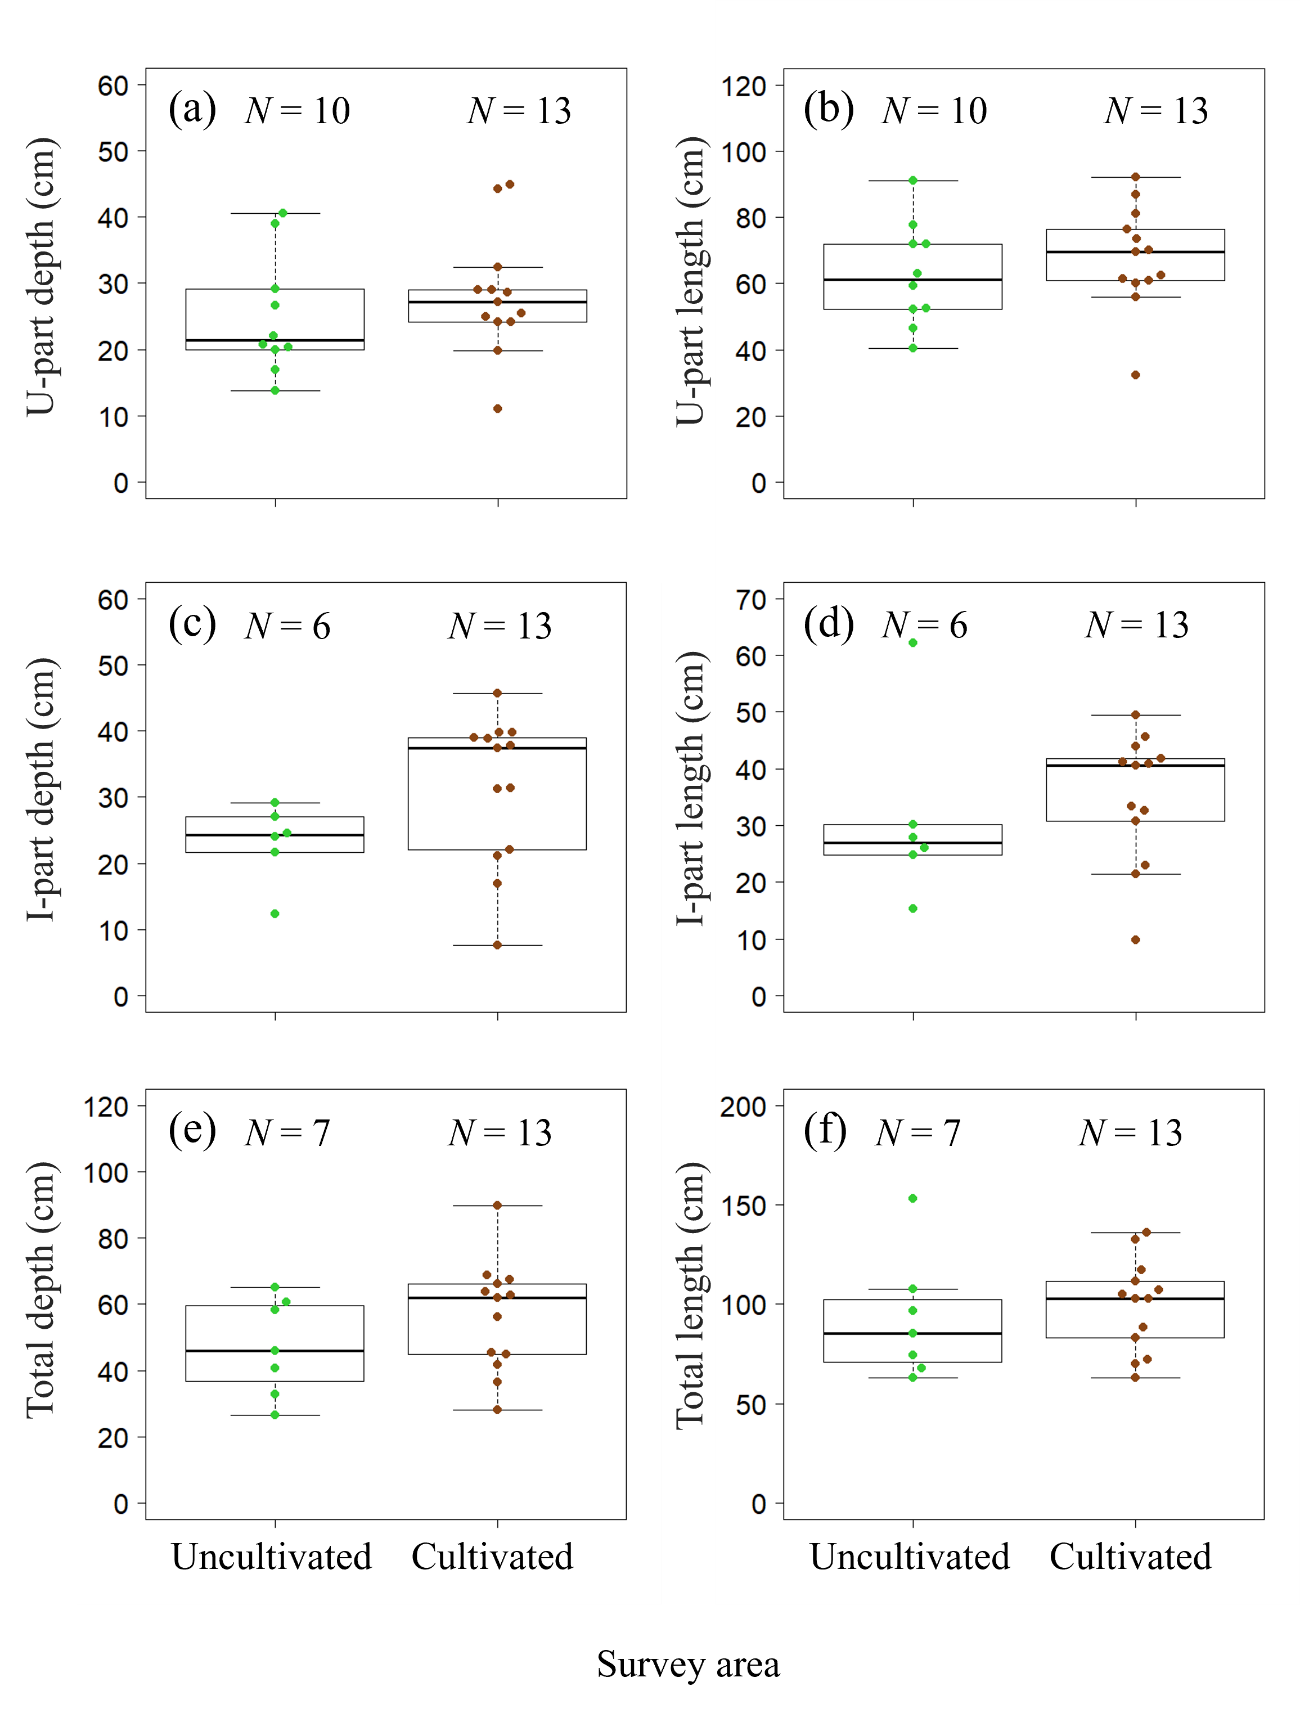 (a) N = 10 N = 13
U-part depth (cm)
60
50
40
30
20
10
0
(b) N = 10 N = 13
U-part length (cm)
120
100
80
60
40
20
0
(c) N = 6 N = 13
I-part depth (cm)
60
50
40
30
20
10
0
(d) N = 6 N = 13
I-part length (cm)
70
60
50
40
30
20
10
0
(e) N = 7 N = 13
Total depth (cm)
120
100
80
60
40
20
0
Uncultivated Cultivated
(f) N = 7 N = 13
Total length (cm)
200
150
100
50
0
Uncultivated Cultivated
Survey area